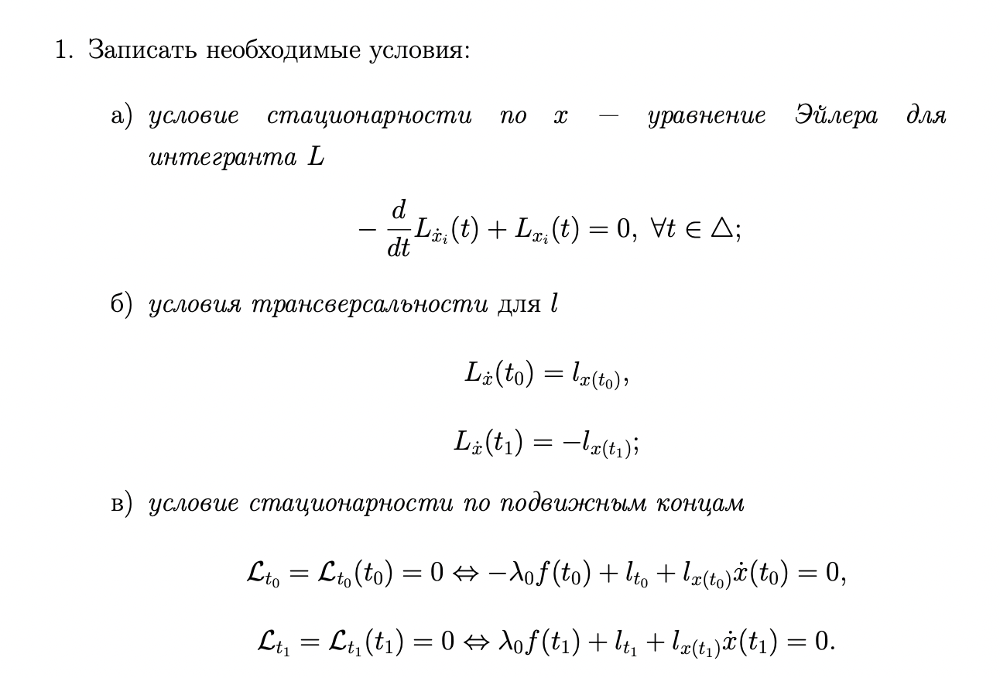 1. Записать необходимые условия:
а) условие стационарности по x — уравнение Эйлера для
интегранта L
$$-\frac{d}{dt}L_{\dot{x}_i}(t) + L_{x_i}(t) = 0, \ \forall t \in \triangle;$$
б) условия трансверсальности для l
$$L_{\dot{x}}(t_0) = l_{x(t_0)},$$
$$L_{\dot{x}}(t_1) = -l_{x(t_1)};$$
в) условие стационарности по подвижным концам
$$\mathcal{L}_{t_0} = \mathcal{L}_{t_0}(t_0) = 0 \Leftrightarrow -\lambda_0 f(t_0) + l_{t_0} + l_{x(t_0)}\dot{x}(t_0) = 0,$$
$$\mathcal{L}_{t_1} = \mathcal{L}_{t_1}(t_1) = 0 \Leftrightarrow \lambda_0 f(t_1) + l_{t_1} + l_{x(t_1)}\dot{x}(t_1) = 0.$$